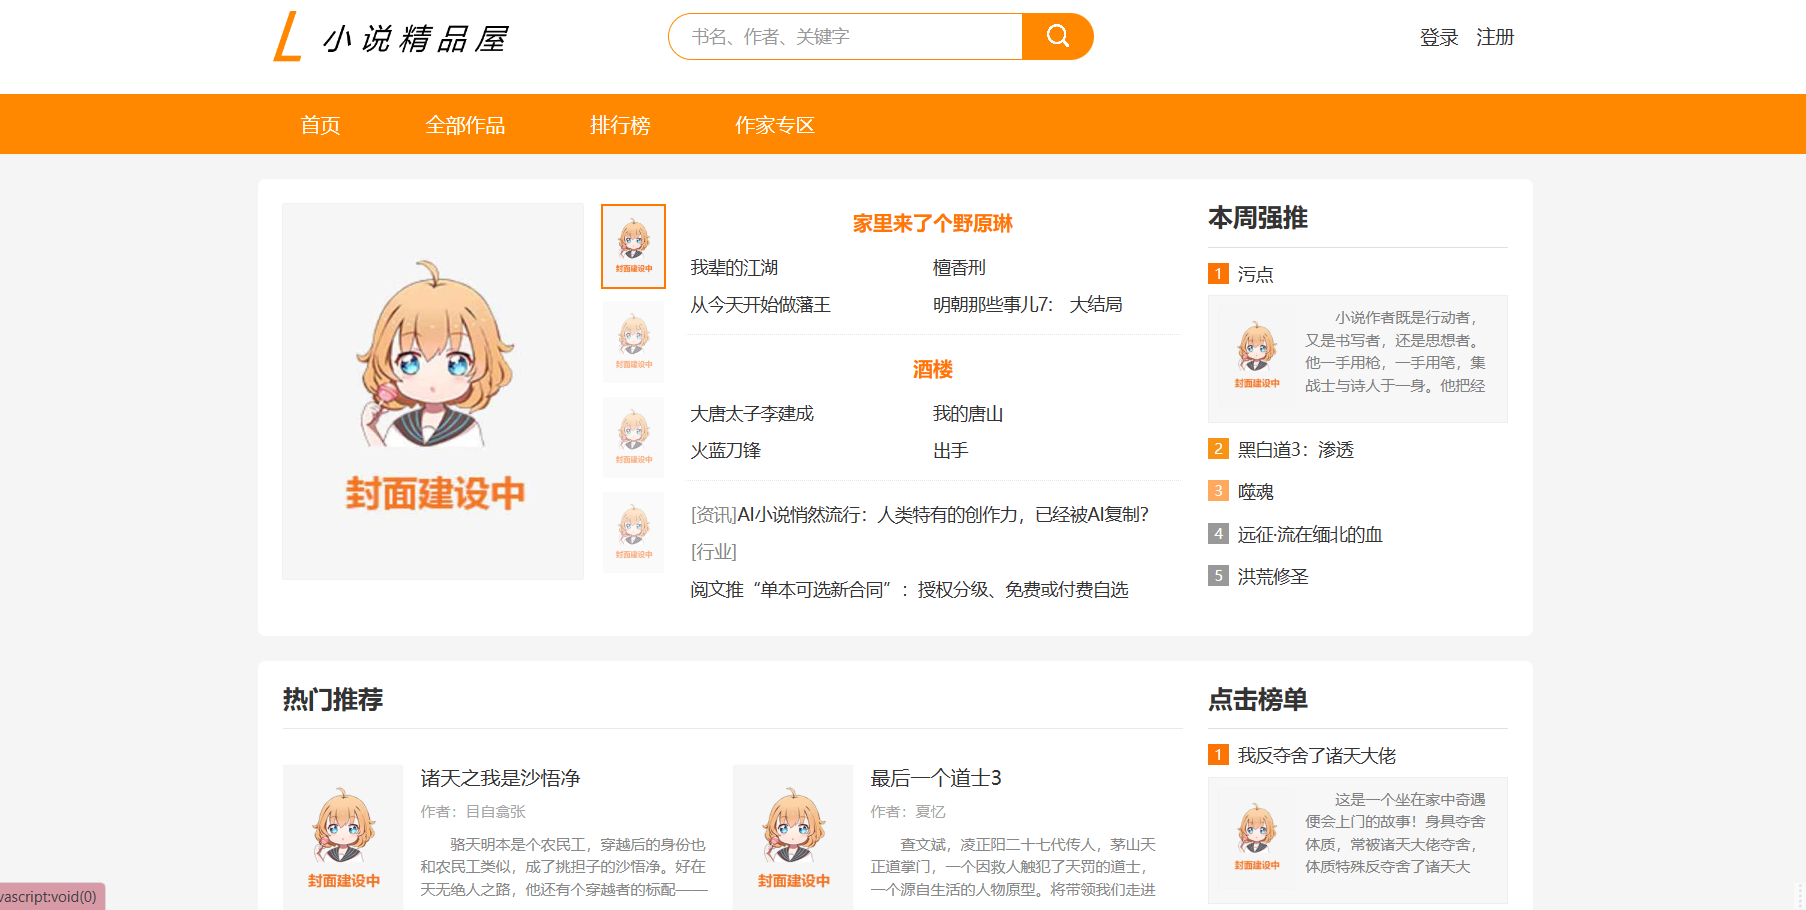 小说精品屋
书名、作者、关键字
登录 注册
首页 全部作品 排行榜 作家专区
封面建设中
封面建设中
封面建设中
封面建设中
封面建设中
家里来了个野原琳
我辈的江湖 檀香刑
从今天开始做藩王 明朝那些事儿7： 大结局
酒楼
大唐太子李建成 我的唐山
火蓝刀锋 出手
[资讯]AI小说悄然流行：人类特有的创作力，已经被AI复制？
[行业]
阅文推“单本可选新合同”：授权分级、免费或付费自选
本周强推
1 污点
封面建设中
小说作者既是行动者，
又是书写者，还是思想者。
他一手用枪，一手用笔，集
战士与诗人于一身。他把经
2 黑白道3：渗透
3 噬魂
4 远征·流在缅北的血
5 洪荒修圣
热门推荐
封面建设中
诸天之我是沙悟净
作者：目自翕张
骆天明本是个农民工，穿越后的身份也
和农民工类似，成了挑担子的沙悟净。好在
天无绝人之路，他还有个穿越者的标配——
封面建设中
最后一个道士3
作者：夏忆
查文斌，凌正阳二十七代传人，茅山天
正道掌门，一个因救人触犯了天罚的道士，
一个源自生活的人物原型。将带领我们走进
点击榜单
1 我反夺舍了诸天大佬
封面建设中
这是一个坐在家中奇遇
便会上门的故事！身具夺舍
体质，常被诸天大佬夺舍，
体质特殊反夺舍了诸天大
vascript:void(0)